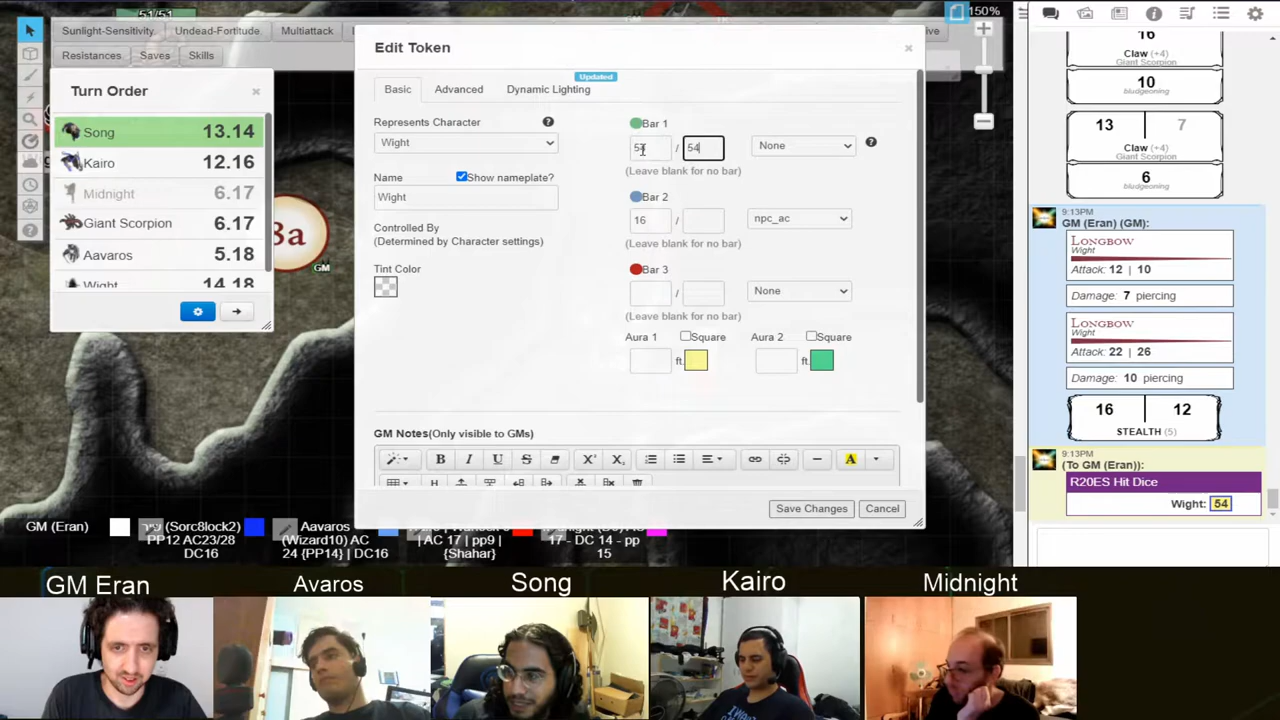 51/51
150%
Sunlight-Sensitivity
Undead-Fortitude
Multiattack
Resistances
Saves
Skills
Turn Order
Song 13.14
Kairo 12.16
Midnight 6.17
Giant Scorpion 6.17
Aavaros 5.18
Wight 14.18
GM
Edit Token
Updated
Basic
Advanced
Dynamic Lighting
Represents Character
Wight
Name
Show nameplate?
Wight
Controlled By
(Determined by Character settings)
Tint Color
Bar 1
/ 54
None
(Leave blank for no bar)
Bar 2
16 /
npc_ac
(Leave blank for no bar)
Bar 3
/
None
(Leave blank for no bar)
Aura 1
Square
Aura 2
Square
ft.
ft.
GM Notes(Only visible to GMs)
Save Changes
Cancel
16
Claw (+4)
Giant Scorpion
10
bludgeoning
13 7
Claw (+4)
Giant Scorpion
6
bludgeoning
9:13PM
GM (Eran) (GM):
LONGBOW
Wight
Attack: 12 | 10
Damage: 7 piercing
LONGBOW
Wight
Attack: 22 | 26
Damage: 10 piercing
16 12
STEALTH (5)
9:13PM
(To GM (Eran)):
R20ES Hit Dice
Wight: 54
GM (Eran)
שיר (Sorc8lock2)
PP12 AC23/28
DC16
Aavaros
(Wizard10) AC
24 {PP14} | DC16
| AC 17 | pp9 |
{Shahar}
17 - DC 14 - pp
15
GM Eran
Avaros
Song
Kairo
Midnight